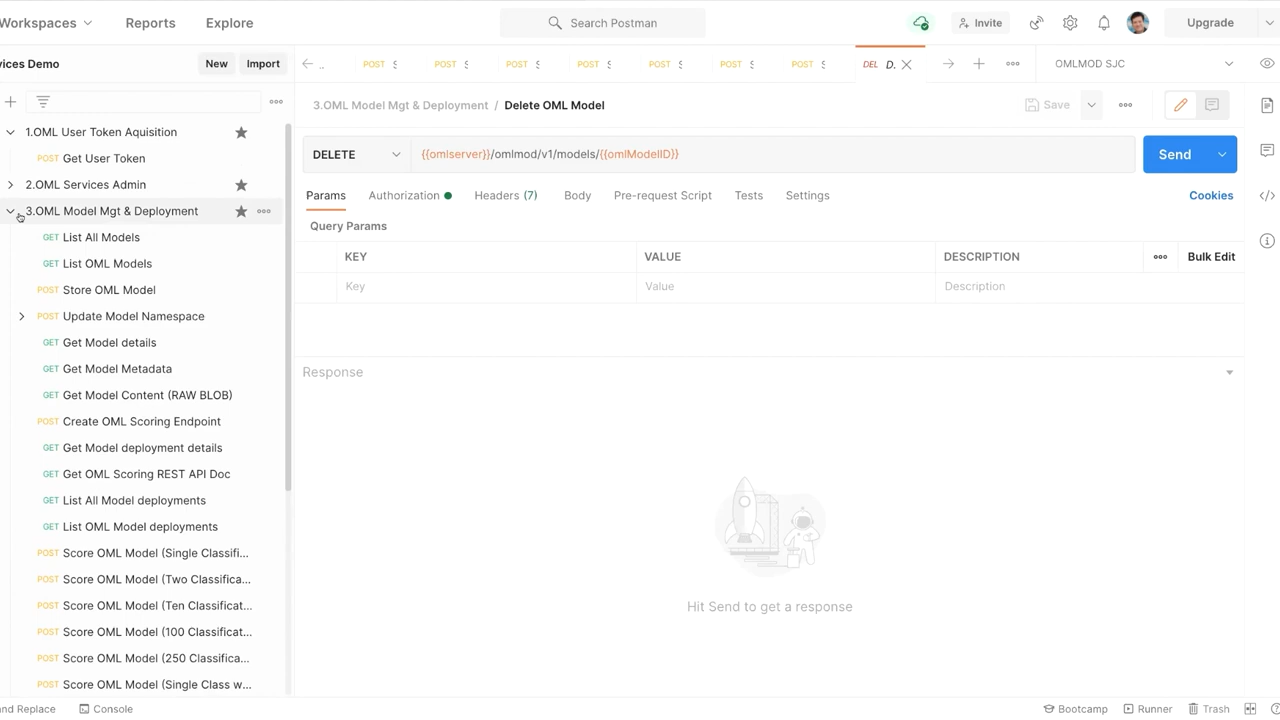 Workspaces
Reports
Explore
Search Postman
Invite
Upgrade
vices Demo
New
Import
..
POST
POST
POST
POST
POST
POST
POST
DEL D.
OMLMOD SJC
3.OML Model Mgt & Deployment / Delete OML Model
Save
DELETE
{{omlserver}}/omlmod/v1/models/{{omlModelID}}
Send
Params
Authorization
Headers (7)
Body
Pre-request Script
Tests
Settings
Cookies
Query Params
KEY
VALUE
DESCRIPTION
Bulk Edit
Key
Value
Description
Response
Hit Send to get a response
1.OML User Token Aquisition
POST Get User Token
2.OML Services Admin
3.OML Model Mgt & Deployment
GET List All Models
GET List OML Models
POST Store OML Model
POST Update Model Namespace
GET Get Model details
GET Get Model Metadata
GET Get Model Content (RAW BLOB)
POST Create OML Scoring Endpoint
GET Get Model deployment details
GET Get OML Scoring REST API Doc
GET List All Model deployments
GET List OML Model deployments
POST Score OML Model (Single Classifi...
POST Score OML Model (Two Classifica...
POST Score OML Model (Ten Classificat...
POST Score OML Model (100 Classificat...
POST Score OML Model (250 Classifica...
POST Score OML Model (Single Class w...
and Replace
Console
Bootcamp
Runner
Trash